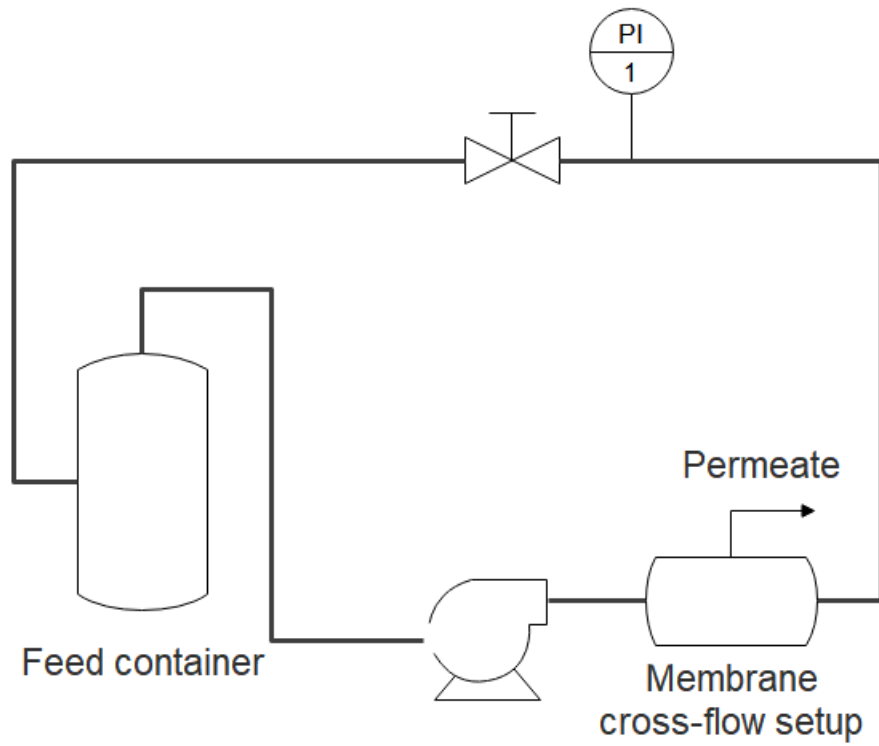 PI
1
Permeate
Feed container
Membrane
cross-flow setup